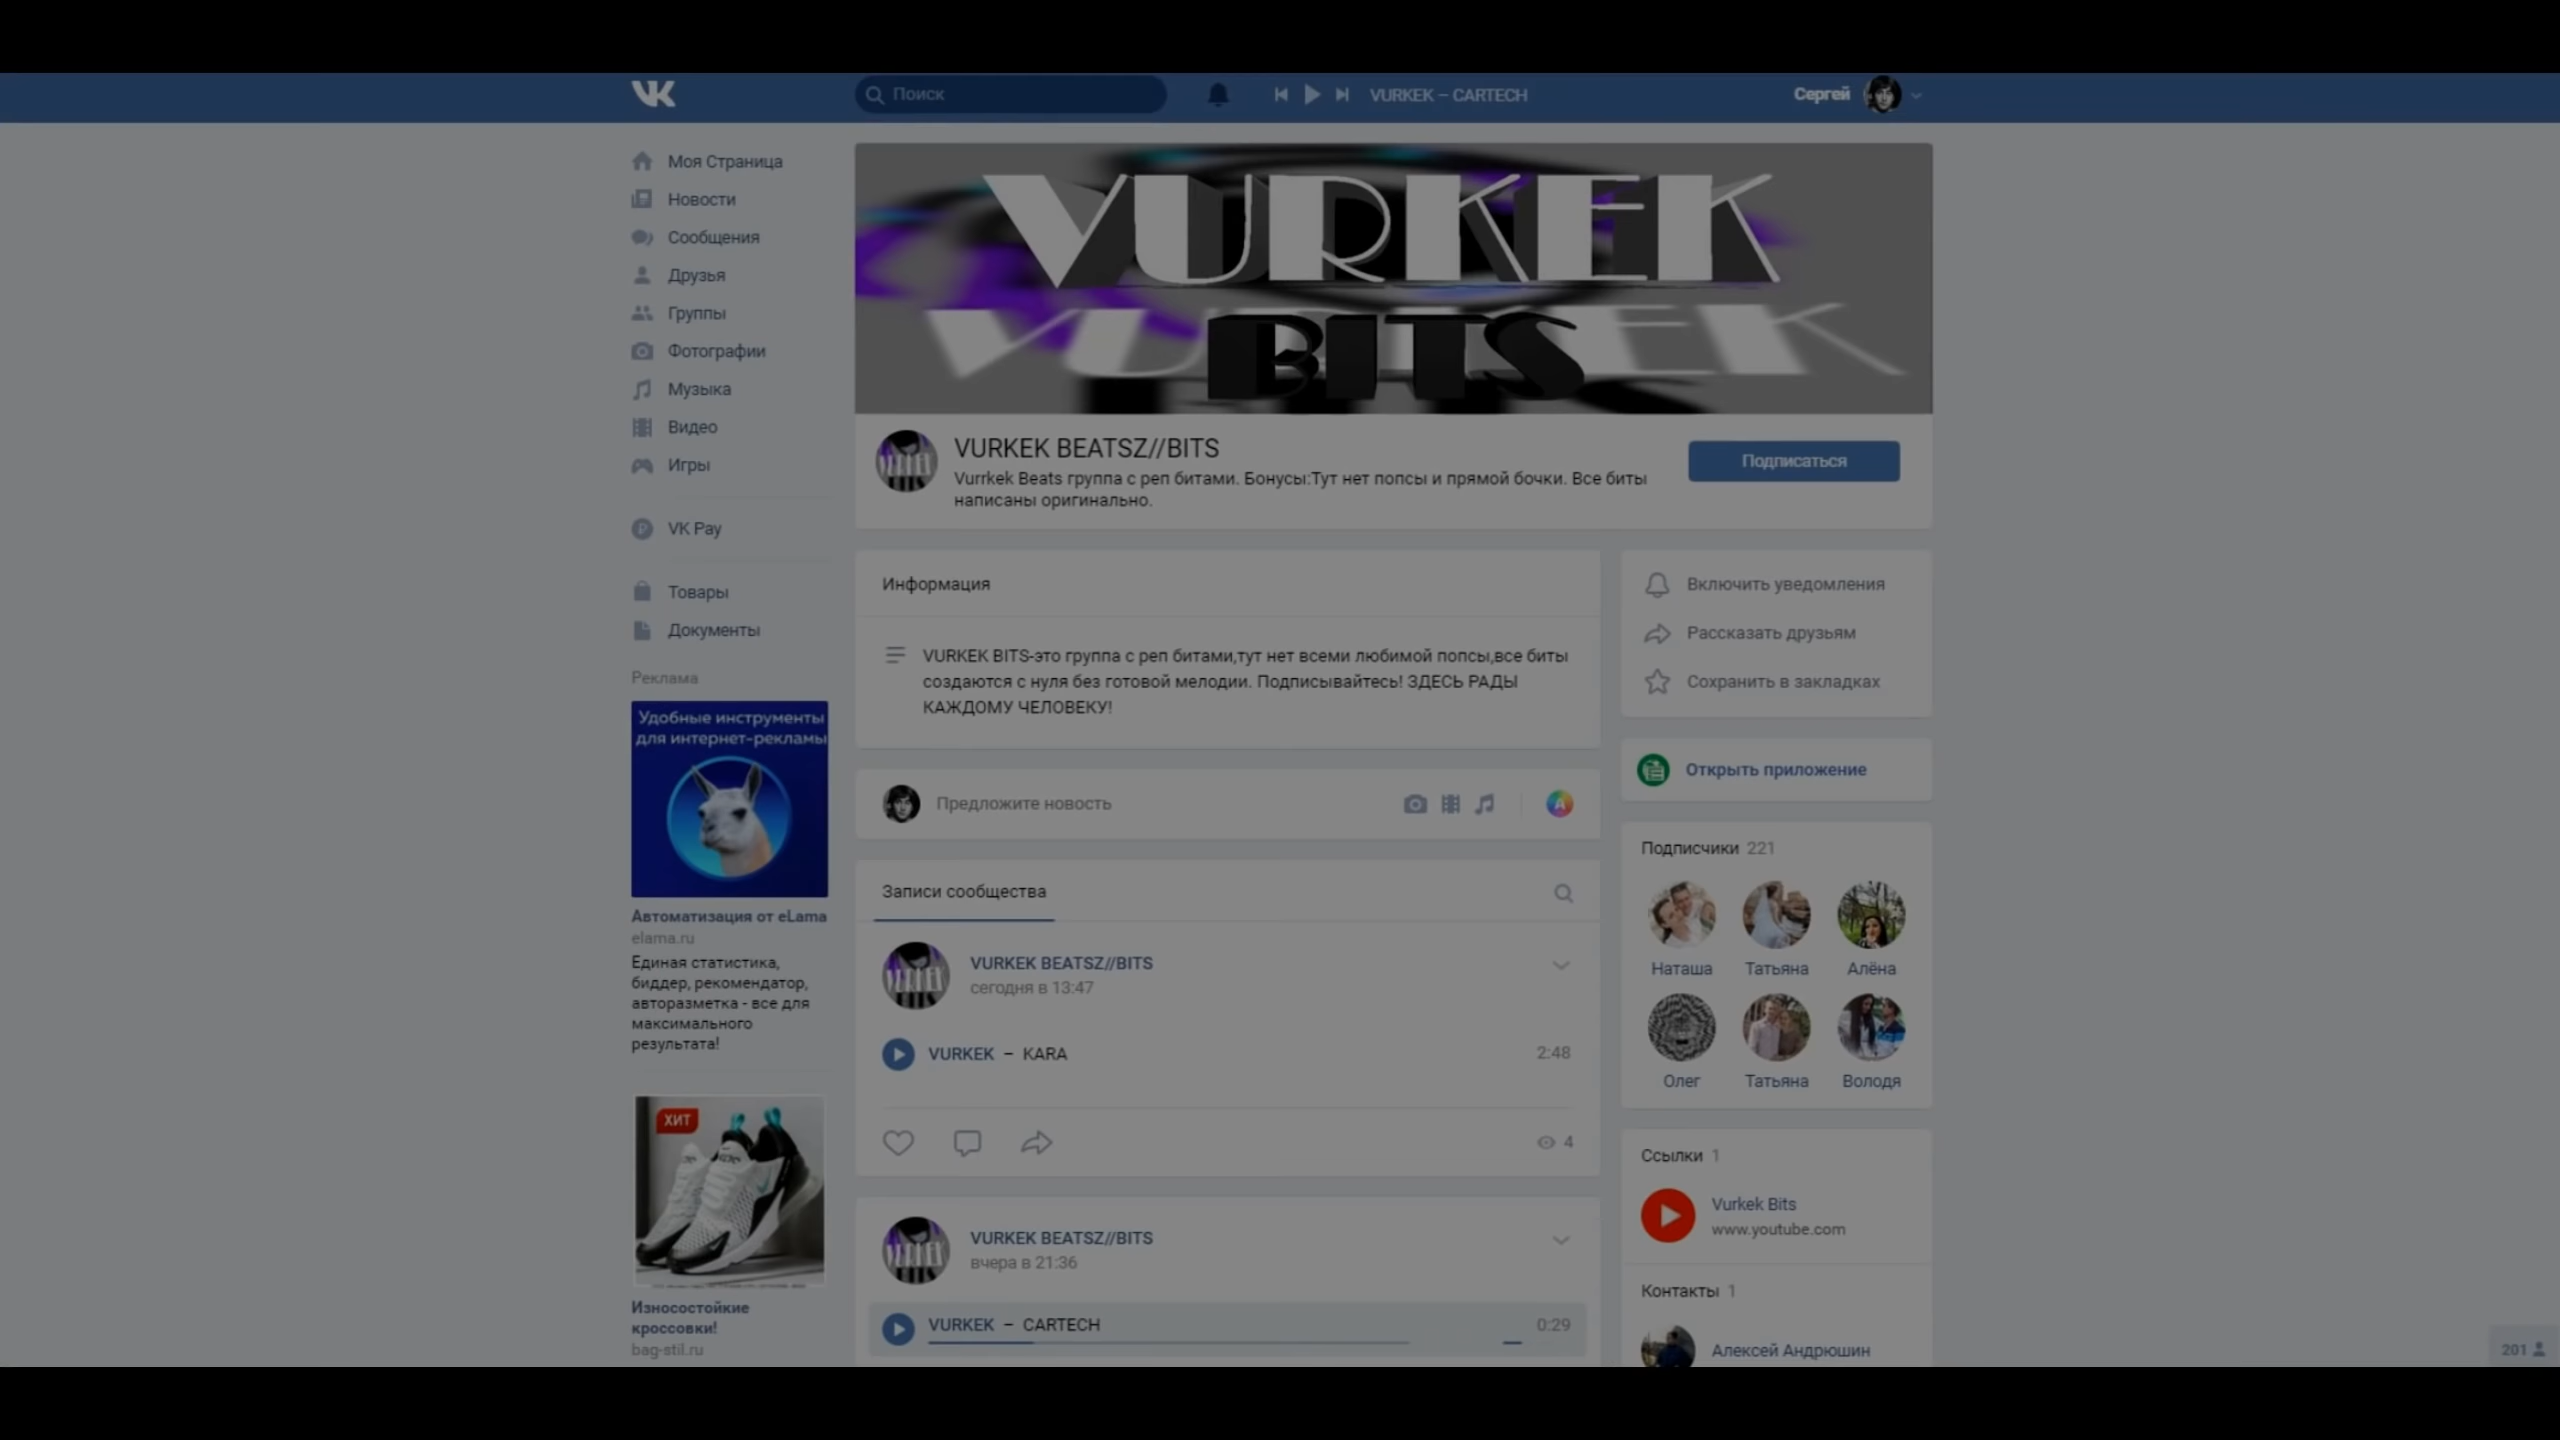 VK
Поиск
VURKEK – CARTECH
Сергей
Моя Страница
Новости
Сообщения
Друзья
Группы
Фотографии
Музыка
Видео
Игры
VK Pay
Товары
Документы
Реклама
Удобные инструменты
для интернет-рекламы
Автоматизация от eLama
elama.ru
Единая статистика,
биддер, рекомендатор,
авторазметка - все для
максимального
результата!
ХИТ
Износостойкие
кроссовки!
bag-stil.ru
VURKEK
BITS
VURKEK BEATSZ//BITS
Vurrkek Beats группа с реп битами. Бонусы:Тут нет попсы и прямой бочки. Все биты
написаны оригинально.
Подписаться
Информация
VURKEK BITS-это группа с реп битами,тут нет всеми любимой попсы,все биты
создаются с нуля без готовой мелодии. Подписывайтесь! ЗДЕСЬ РАДЫ
КАЖДОМУ ЧЕЛОВЕКУ!
Предложите новость
A
Записи сообщества
VURKEK BEATSZ//BITS
сегодня в 13:47
VURKEK – KARA
2:48
4
VURKEK BEATSZ//BITS
вчера в 21:36
VURKEK – CARTECH
0:29
Включить уведомления
Рассказать друзьям
Сохранить в закладках
Открыть приложение
Подписчики 221
Наташа
Татьяна
Алёна
Олег
Татьяна
Володя
Ссылки 1
Vurkek Bits
www.youtube.com
Контакты 1
Алексей Андрюшин
201